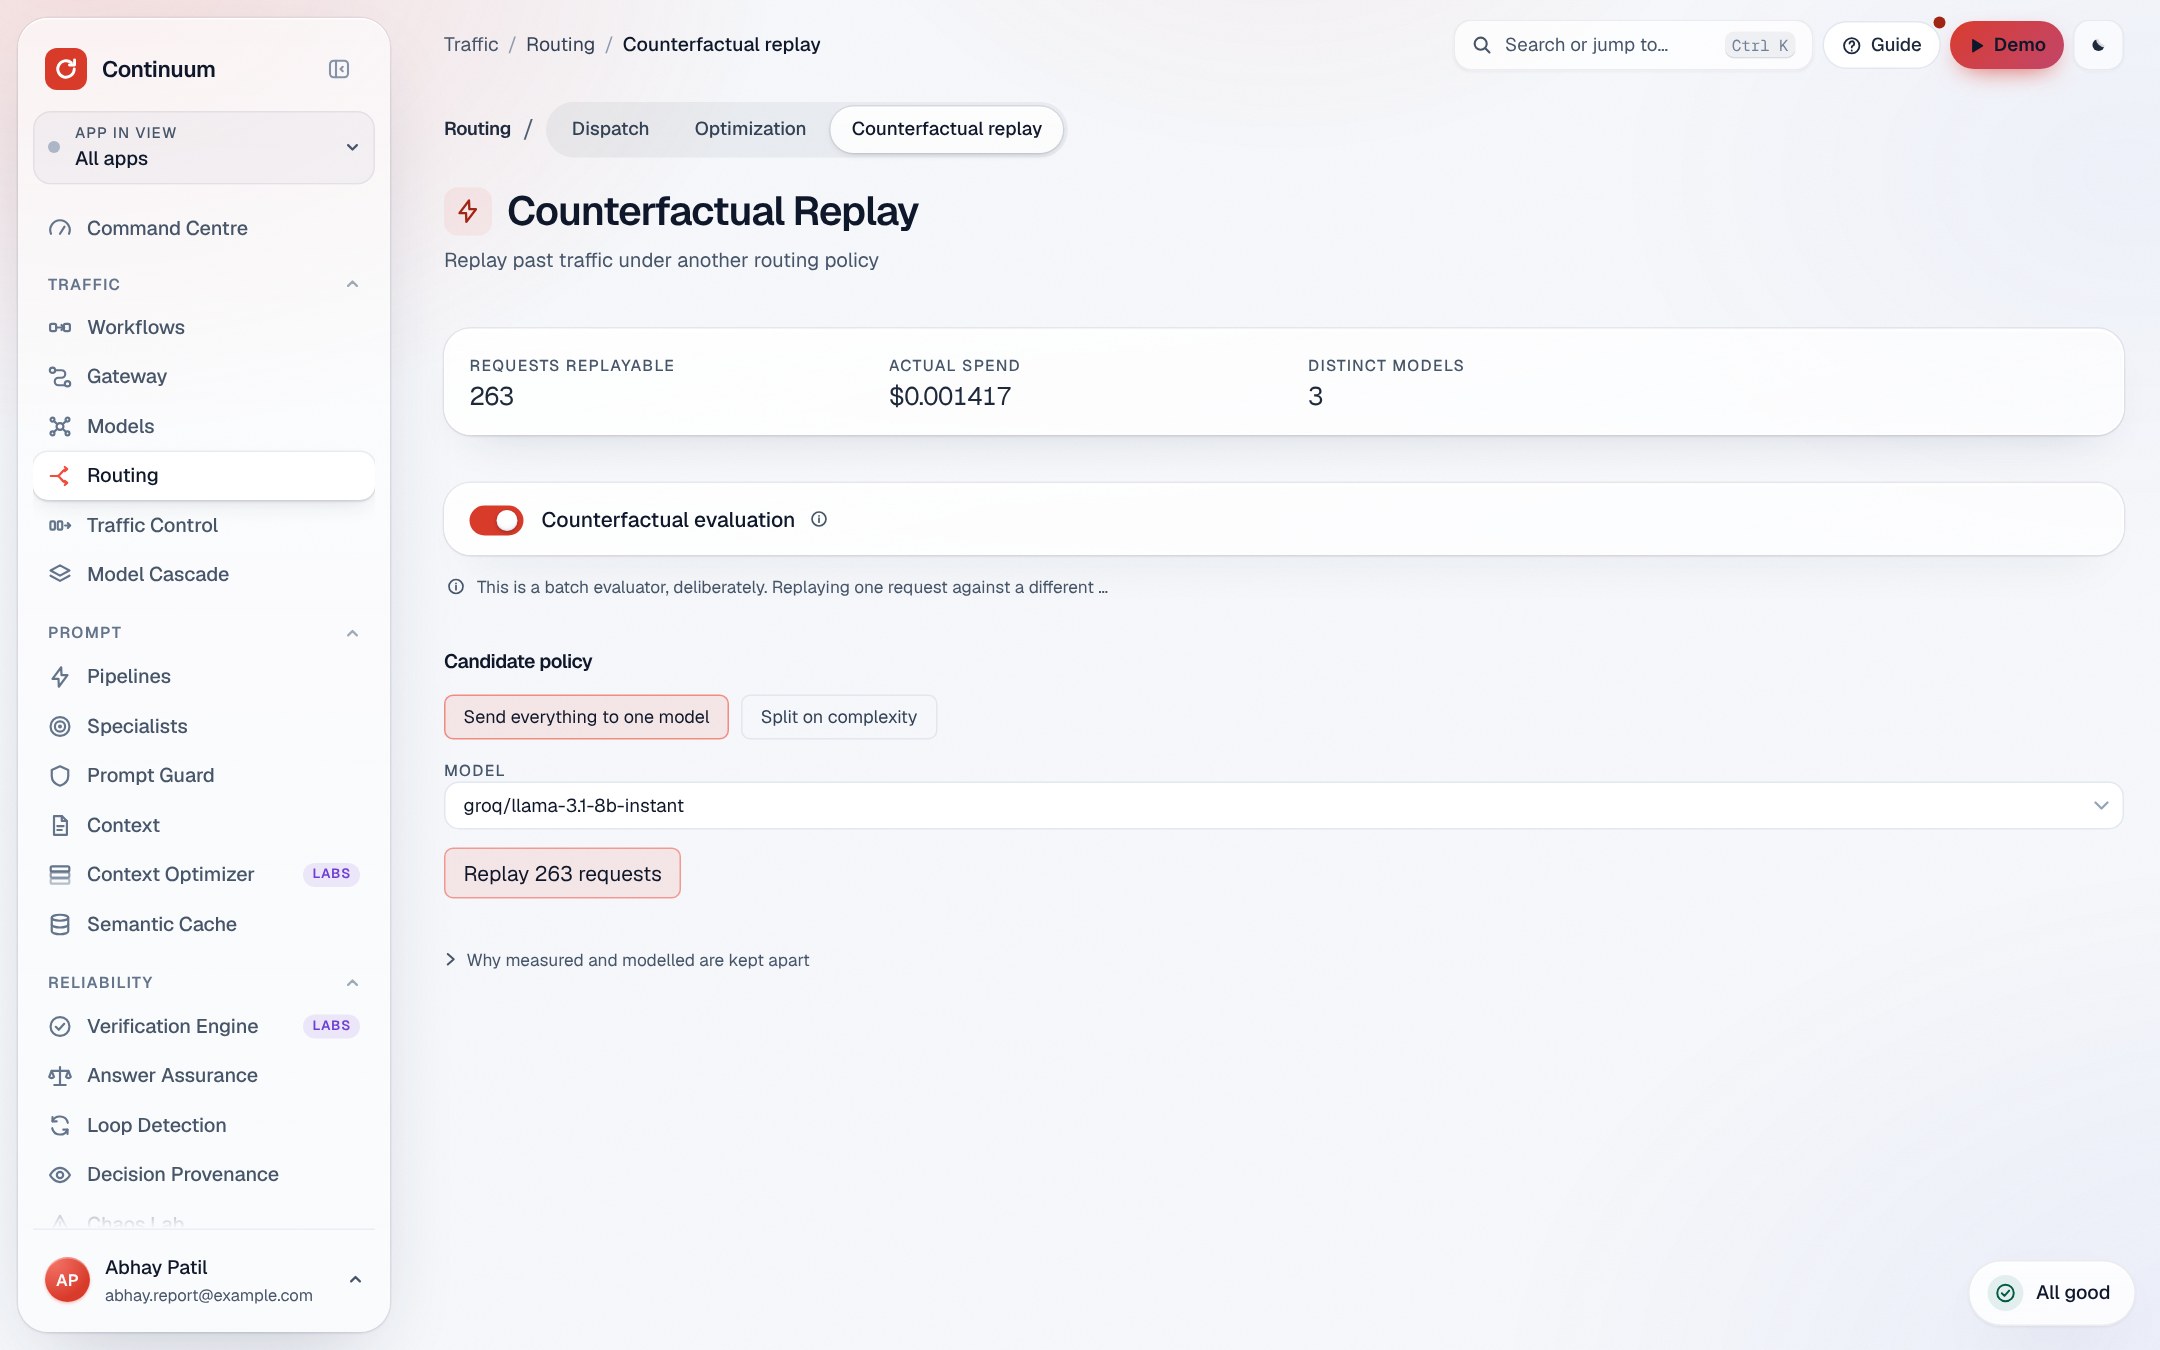 Continuum
APP IN VIEW
All apps
Command Centre
TRAFFIC
Workflows
Gateway
Models
Routing
Traffic Control
Model Cascade
PROMPT
Pipelines
Specialists
Prompt Guard
Context
Context Optimizer LABS
Semantic Cache
RELIABILITY
Verification Engine LABS
Answer Assurance
Loop Detection
Decision Provenance
Chaos Lab
AP
Abhay Patil
abhay.report@example.com
Traffic / Routing / Counterfactual replay
Search or jump to... Ctrl K
Guide
Demo
Routing / Dispatch Optimization Counterfactual replay
Counterfactual Replay
Replay past traffic under another routing policy
REQUESTS REPLAYABLE
263
ACTUAL SPEND
$0.001417
DISTINCT MODELS
3
Counterfactual evaluation
This is a batch evaluator, deliberately. Replaying one request against a different ...
Candidate policy
Send everything to one model
Split on complexity
MODEL
groq/llama-3.1-8b-instant
Replay 263 requests
Why measured and modelled are kept apart
All good